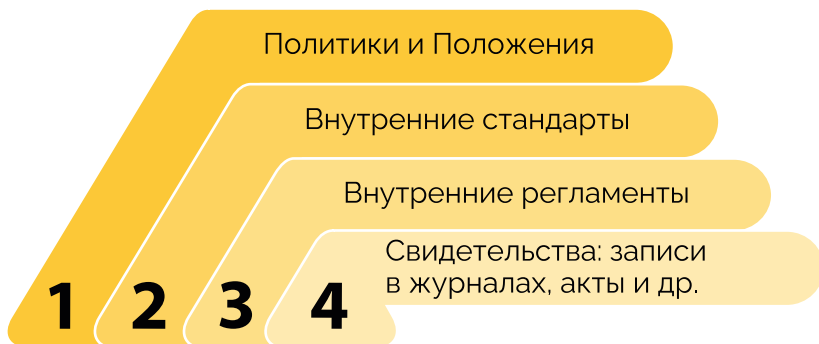 Политики и Положения
Внутренние стандарты
Внутренние регламенты
Свидетельства: записи
в журналах, акты и др.
1 2 3 4